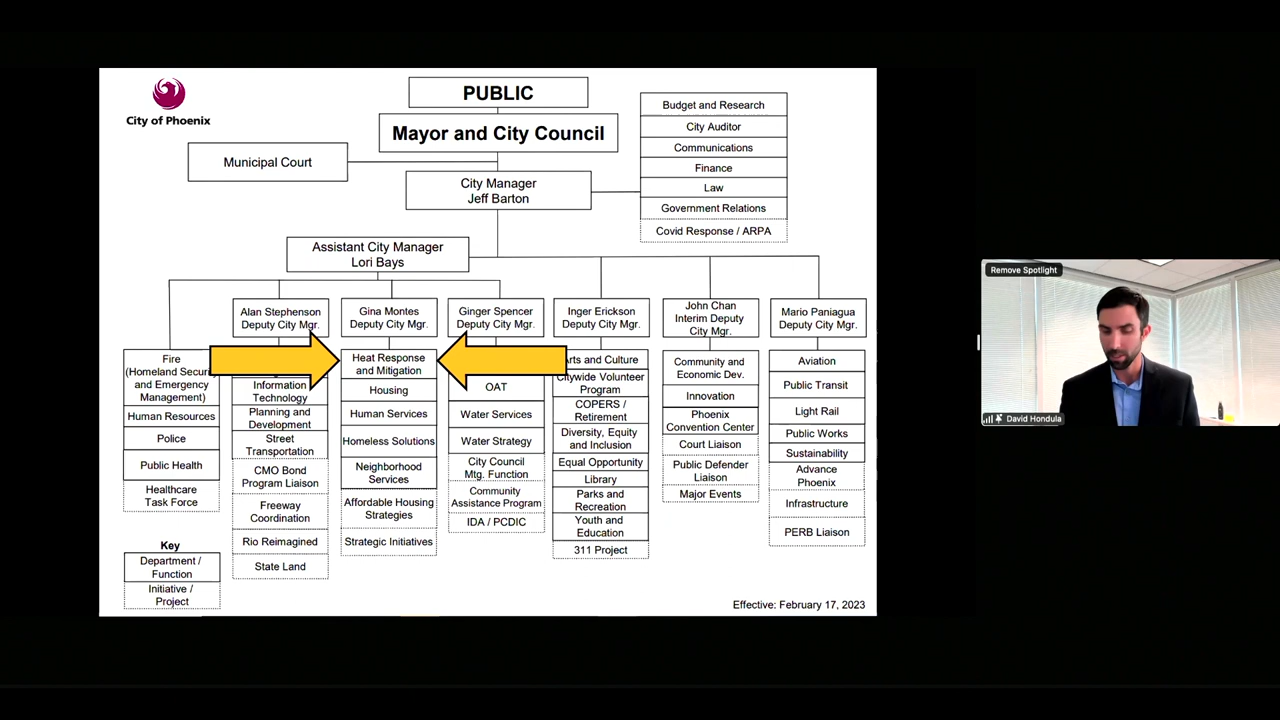 City of Phoenix
PUBLIC
Mayor and City Council
Municipal Court
City Manager
Jeff Barton
Budget and Research
City Auditor
Communications
Finance
Law
Government Relations
Covid Response / ARPA
Assistant City Manager
Lori Bays
Fire
(Homeland Security
and Emergency
Management)
Human Resources
Police
Public Health
Healthcare
Task Force
Alan Stephenson
Deputy City Mgr.
Information
Technology
Planning and
Development
Street
Transportation
CMO Bond
Program Liaison
Freeway
Coordination
Rio Reimagined
State Land
Gina Montes
Deputy City Mgr.
Heat Response
and Mitigation
Housing
Human Services
Homeless Solutions
Neighborhood
Services
Affordable Housing
Strategies
Strategic Initiatives
Ginger Spencer
Deputy City Mgr.
OAT
Water Services
Water Strategy
City Council
Mtg. Function
Community
Assistance Program
IDA / PCDIC
Inger Erickson
Deputy City Mgr.
Arts and Culture
Citywide Volunteer
Program
COPERS /
Retirement
Diversity, Equity
and Inclusion
Equal Opportunity
Library
Parks and
Recreation
Youth and
Education
311 Project
John Chan
Interim Deputy
City Mgr.
Community and
Economic Dev.
Innovation
Phoenix
Convention Center
Court Liaison
Public Defender
Liaison
Major Events
Mario Paniagua
Deputy City Mgr.
Aviation
Public Transit
Light Rail
Public Works
Sustainability
Advance
Phoenix
Infrastructure
PERB Liaison
Key
Department /
Function
Initiative /
Project
Effective: February 17, 2023
Remove Spotlight
David Hondula